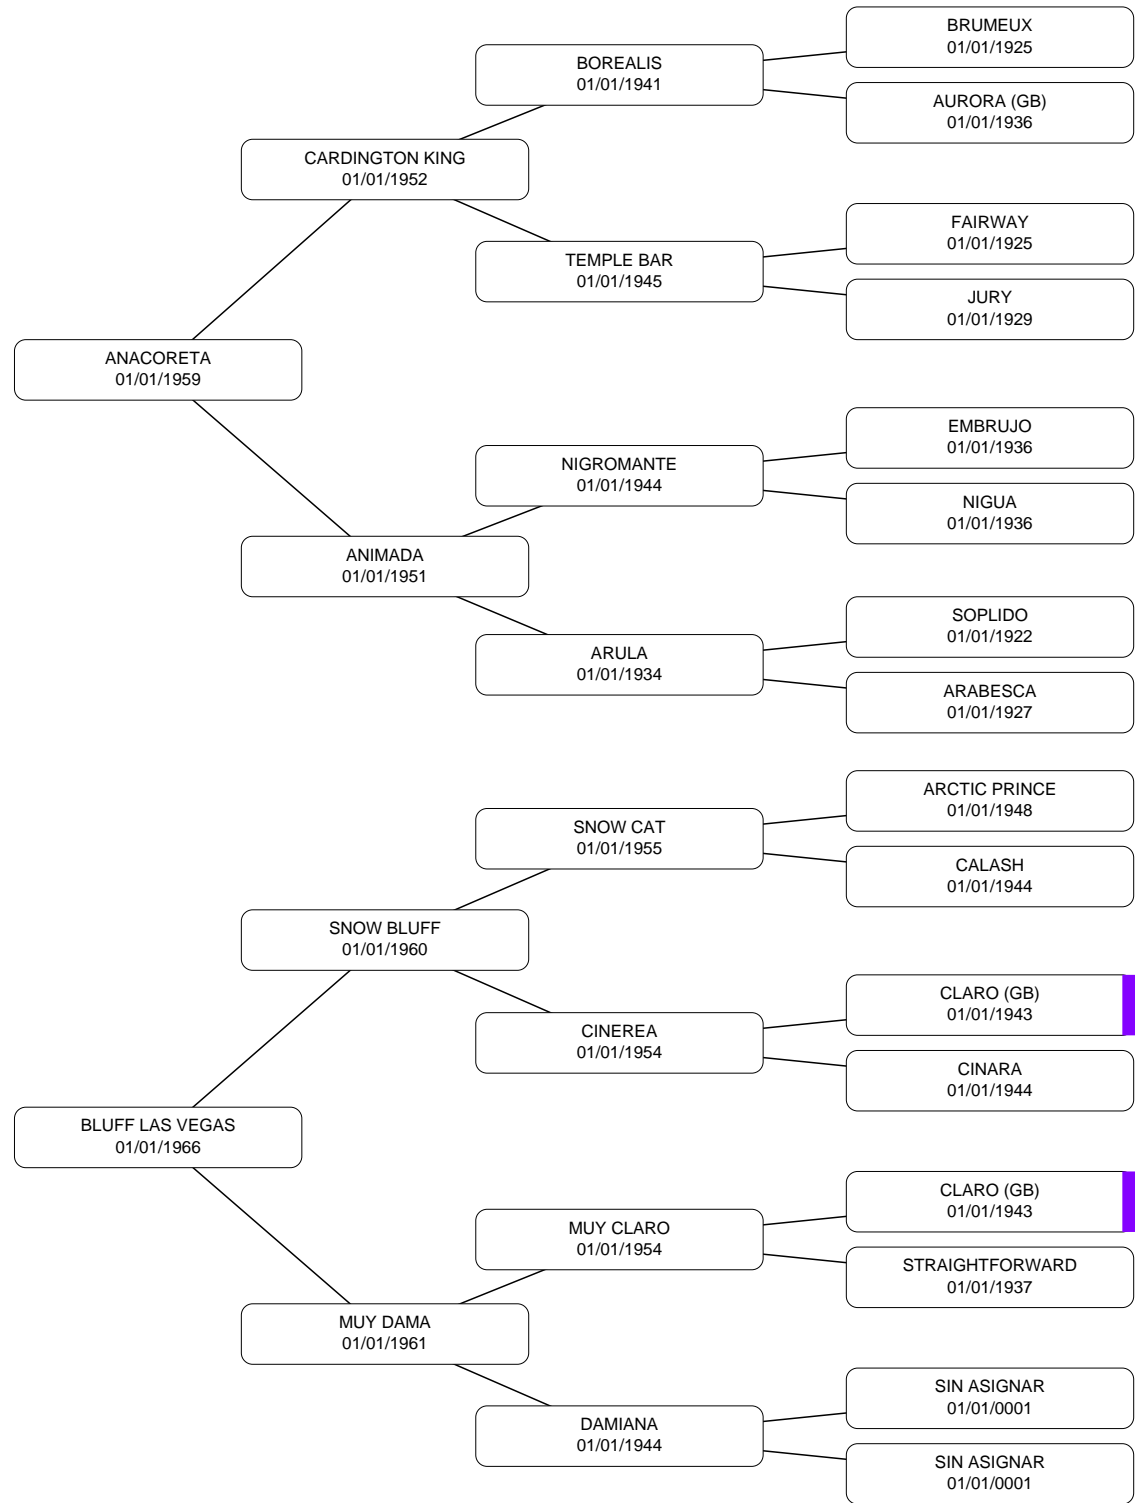 BRUMEUX
01/01/1925
BOREALIS
01/01/1941
AURORA (GB)
01/01/1936
CARDINGTON KING
01/01/1952
FAIRWAY
01/01/1925
TEMPLE BAR
01/01/1945
JURY
01/01/1929
ANACORETA
01/01/1959
EMBRUJO
01/01/1936
NIGROMANTE
01/01/1944
NIGUA
01/01/1936
ANIMADA
01/01/1951
SOPLIDO
01/01/1922
ARULA
01/01/1934
ARABESCA
01/01/1927
ARCTIC PRINCE
01/01/1948
SNOW CAT
01/01/1955
CALASH
01/01/1944
SNOW BLUFF
01/01/1960
CLARO (GB)
01/01/1943
CINEREA
01/01/1954
CINARA
01/01/1944
BLUFF LAS VEGAS
01/01/1966
CLARO (GB)
01/01/1943
MUY CLARO
01/01/1954
STRAIGHTFORWARD
01/01/1937
MUY DAMA
01/01/1961
SIN ASIGNAR
01/01/0001
DAMIANA
01/01/1944
SIN ASIGNAR
01/01/0001